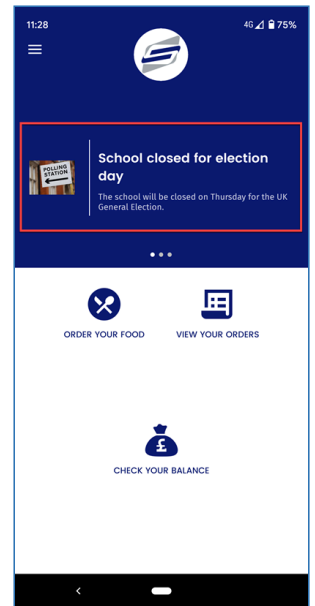 11:28
4G 75%
POLLING
STATION
School closed for election
day
The school will be closed on Thursday for the UK
General Election.
ORDER YOUR FOOD
VIEW YOUR ORDERS
£
CHECK YOUR BALANCE